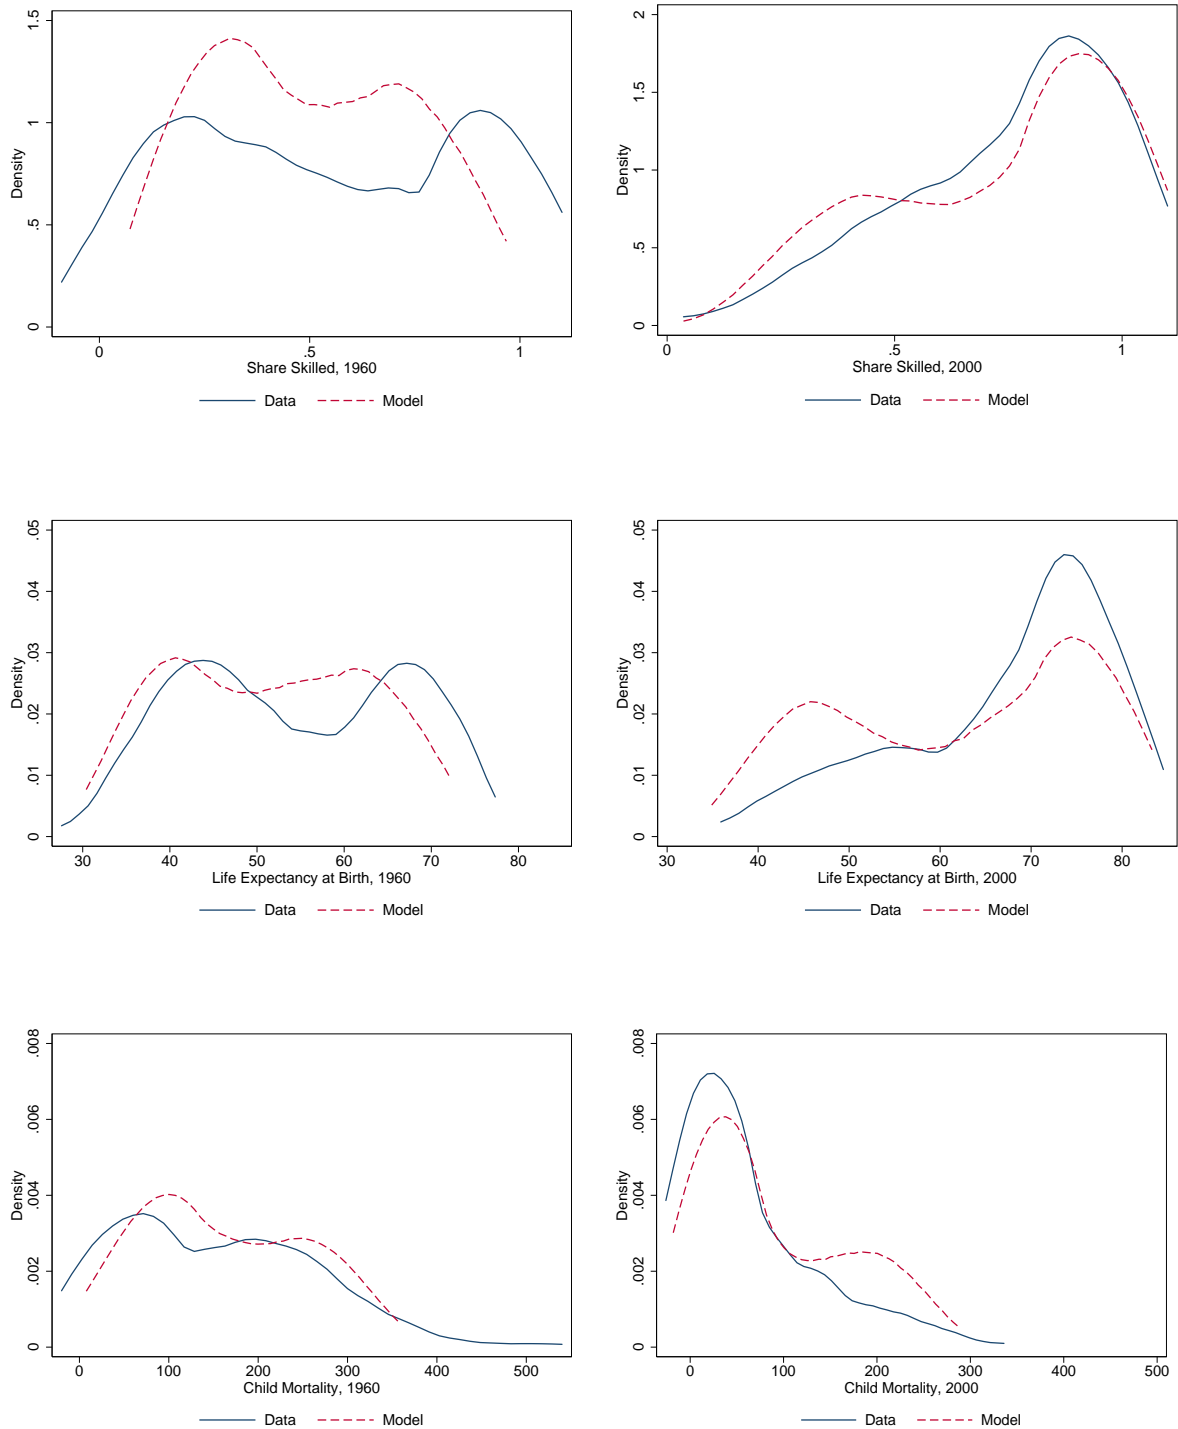 1.5
1
.5
0
Density
0 .5 1
Share Skilled, 1960
Data Model
2
1.5
1
.5
0
Density
0 .5 1
Share Skilled, 2000
Data Model
.05
.04
.03
.02
.01
0
Density
30 40 50 60 70 80
Life Expectancy at Birth, 1960
Data Model
.05
.04
.03
.02
.01
0
Density
30 40 50 60 70 80
Life Expectancy at Birth, 2000
Data Model
.008
.006
.004
.002
0
Density
0 100 200 300 400 500
Child Mortality, 1960
Data Model
.008
.006
.004
.002
0
Density
0 100 200 300 400 500
Child Mortality, 2000
Data Model